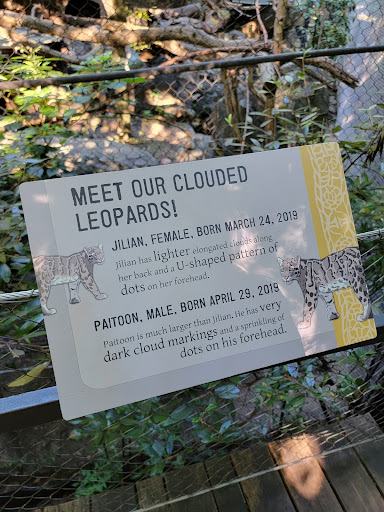 MEET OUR CLOUDED
LEOPARDS!
JILIAN, FEMALE, BORN MARCH 24, 2019
Jilian has lighter elongated clouds along
her back and a U-shaped pattern of
dots on her forehead.
PAITOON, MALE, BORN APRIL 29, 2019
Paitoon is much larger than Jilian. He has very
dark cloud markings and a sprinkling of
dots on his forehead.